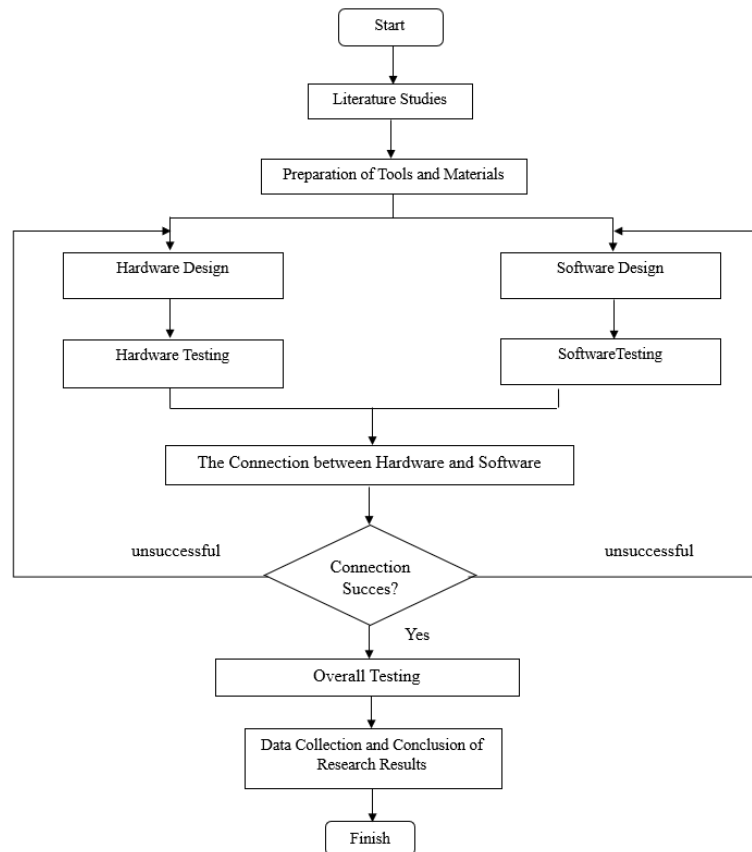 Start
Literature Studies
Preparation of Tools and Materials
Hardware Design
Software Design
Hardware Testing
SoftwareTesting
The Connection between Hardware and Software
unsuccessful
Connection
Succes?
unsuccessful
Yes
Overall Testing
Data Collection and Conclusion of
Research Results
Finish